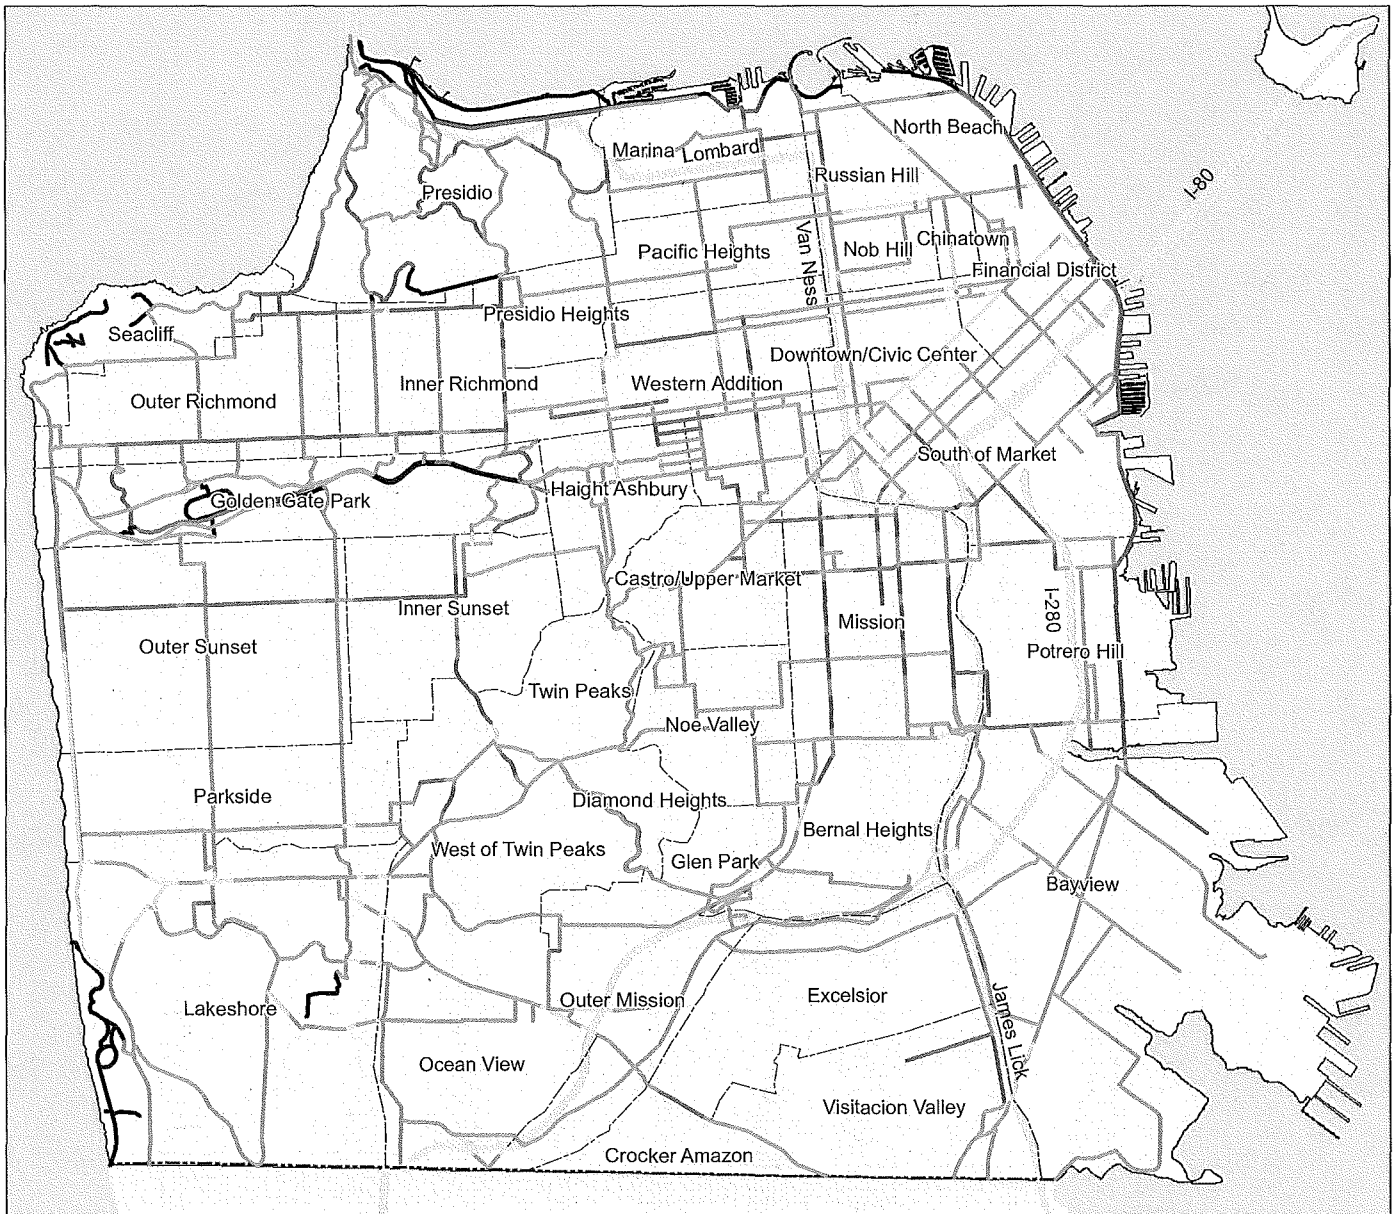 North Beach
Marina
Lombard
Russian Hill
I-80
Presidio
Van Ness
Pacific Heights
Nob Hill
Chinatown
Financial District
Presidio Heights
Seacliff
Downtown/Civic Center
Inner Richmond
Western Addition
Outer Richmond
South of Market
Haight Ashbury
Golden Gate Park
Castro/Upper Market
I-280
Inner Sunset
Mission
Outer Sunset
Potrero Hill
Twin Peaks
Noe Valley
Parkside
Diamond Heights
Bernal Heights
West of Twin Peaks
Glen Park
Bayview
Lakeshore
Outer Mission
Excelsior
James Lick
Ocean View
Visitacion Valley
Crocker Amazon